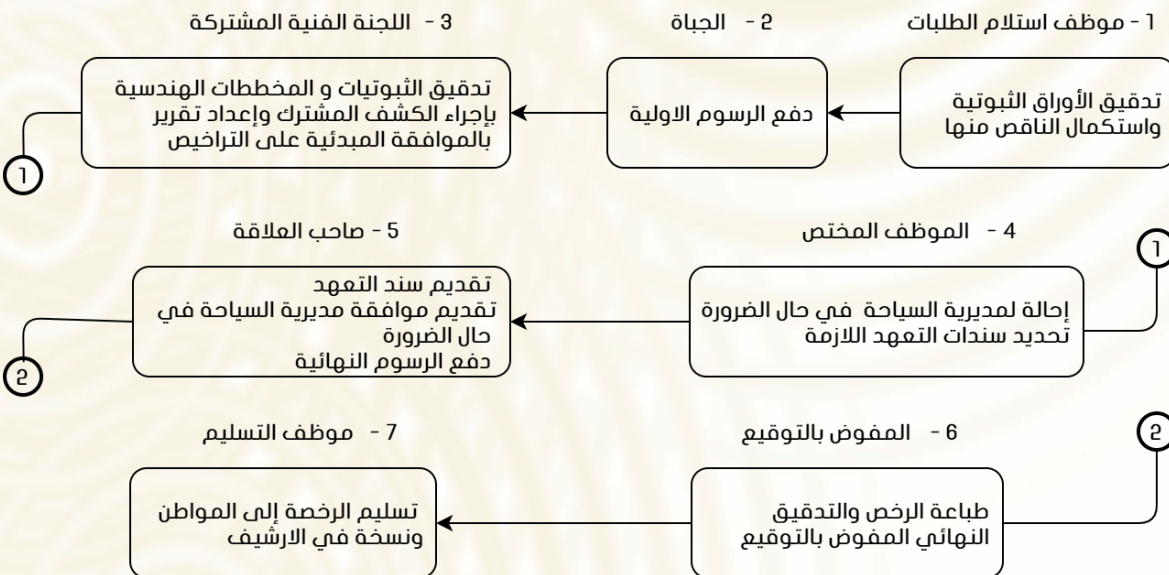 1 - موظف استلام الطلبات
تدقيق الأوراق الثبوتية
واستكمال الناقص منها
2 - الجباة
دفع الرسوم الاولية
3 - اللجنة الفنية المشتركة
تدقيق الثبوتيات و المخططات الهندسية
بإجراء الكشف المشترك وإعداد تقرير
بالموافقة المبدئية على التراخيص
1
1
4 - الموظف المختص
إحالة لمديرية السياحة في حال الضرورة
تحديد سندات التعهد اللازمة
5 - صاحب العلاقة
تقديم سند التعهد
تقديم موافقة مديرية السياحة في
حال الضرورة
دفع الرسوم النهائية
2
2
6 - المفوض بالتوقيع
طباعة الرخص والتدقيق
النهائي المفوض بالتوقيع
7 - موظف التسليم
تسليم الرخصة إلى المواطن
ونسخة في الارشيف